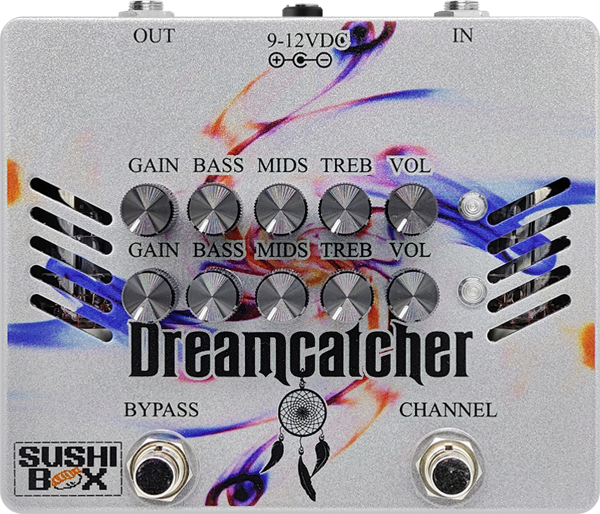 OUT
9-12VDC
IN
+ −
GAIN BASS MIDS TREB VOL
GAIN BASS MIDS TREB VOL
Dreamcatcher
BYPASS
CHANNEL
SUSHI
BOX